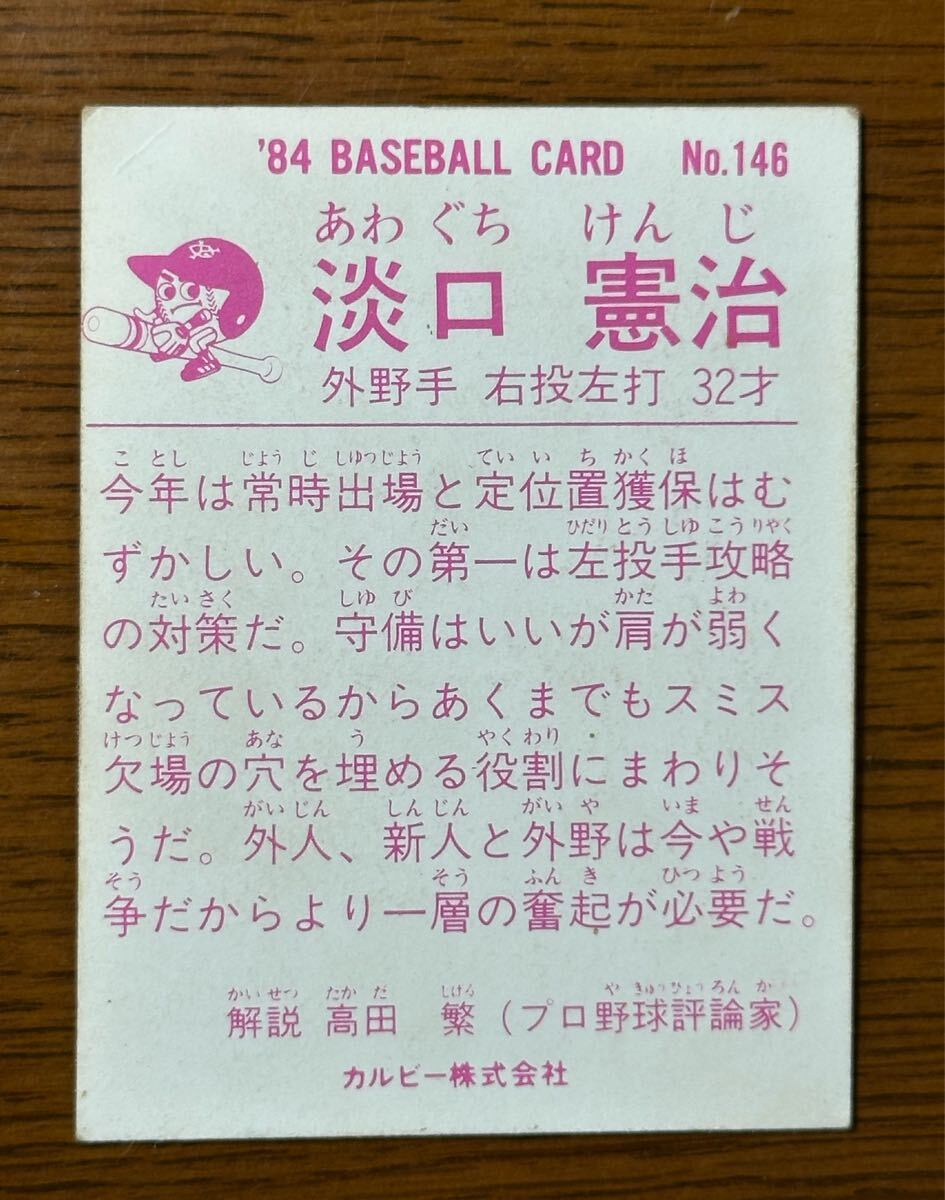 '84 BASEBALL CARD No.146
あわ ぐち けん じ
淡口 憲治
外野手 右投左打 32才
こ とし じよう じ しゆつじよう てい い ち かく ほ
今年は常時出場と定位置獲保はむ
だい ひだり とう しゆ こう りやく
ずかしい。その第一は左投手攻略
たい さく しゆ び かた よわ
の対策だ。守備はいいが肩が弱く
なっているからあくまでもスミス
けつ じよう あな う やく わり
欠場の穴を埋める役割にまわりそ
がい じん しん じん がい や いま せん
うだ。外人、新人と外野は今や戦
そう そう ふん き ひつ よう
争だからより一層の奮起が必要だ。
かい せつ たか だ しげる や きゅう ひょう ろん か
解説 高田 繁 (プロ野球評論家)
カルビー株式会社